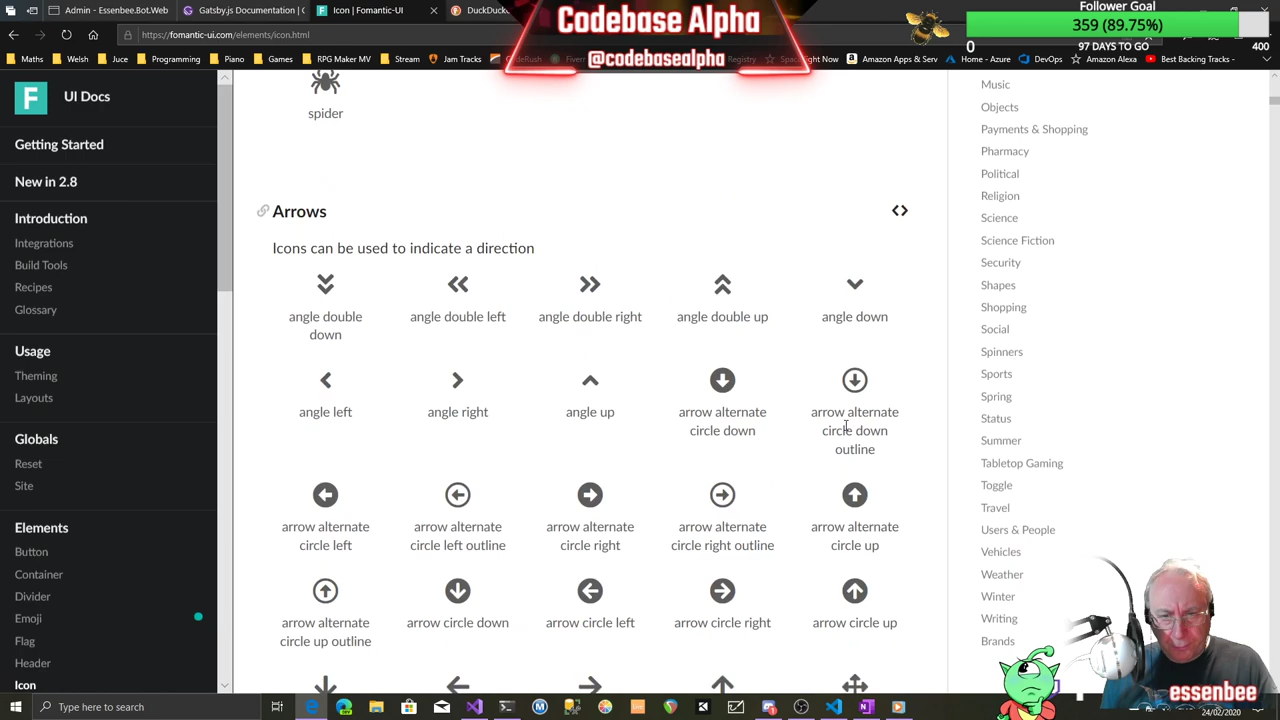 Admin - Essenbee.Bot.Web
Gatsby.js Documentation | G
Icon | Fomantic-UI
DuckDuck
Codebase Alpha
@codebasealpha
Follower Goal
359 (89.75%)
0
97 DAYS TO GO
400
https://fomantic-ui.com/elements/icon.html
Maths
Welsh
Juce
Programming
Piano
Games
RPG Maker MV
Stream
Jam Tracks
CodeRush
Fiverr
Registry
Amazon Apps & Serv
Home - Azure
DevOps
Amazon Alexa
Best Backing Tracks -
UI Docs
Getting Started
New in 2.8
Introduction
Integrations
Build Tools
Recipes
Glossary
Usage
Theming
Layouts
Globals
Reset
Site
Elements
Button
Container
Divider
Emoji
Flag
Header
Icon
spider
Arrows
Icons can be used to indicate a direction
angle double
down
angle double left
angle double right
angle double up
angle down
angle left
angle right
angle up
arrow alternate
circle down
arrow alternate
circle down
outline
arrow alternate
circle left
arrow alternate
circle left outline
arrow alternate
circle right
arrow alternate
circle right outline
arrow alternate
circle up
arrow alternate
circle up outline
arrow circle down
arrow circle left
arrow circle right
arrow circle up
Music
Objects
Payments & Shopping
Pharmacy
Political
Religion
Science
Science Fiction
Security
Shapes
Shopping
Social
Spinners
Sports
Spring
Status
Summer
Tabletop Gaming
Toggle
Travel
Users & People
Vehicles
Weather
Winter
Writing
Brands
essenbee
Type here to search
24/02/2020